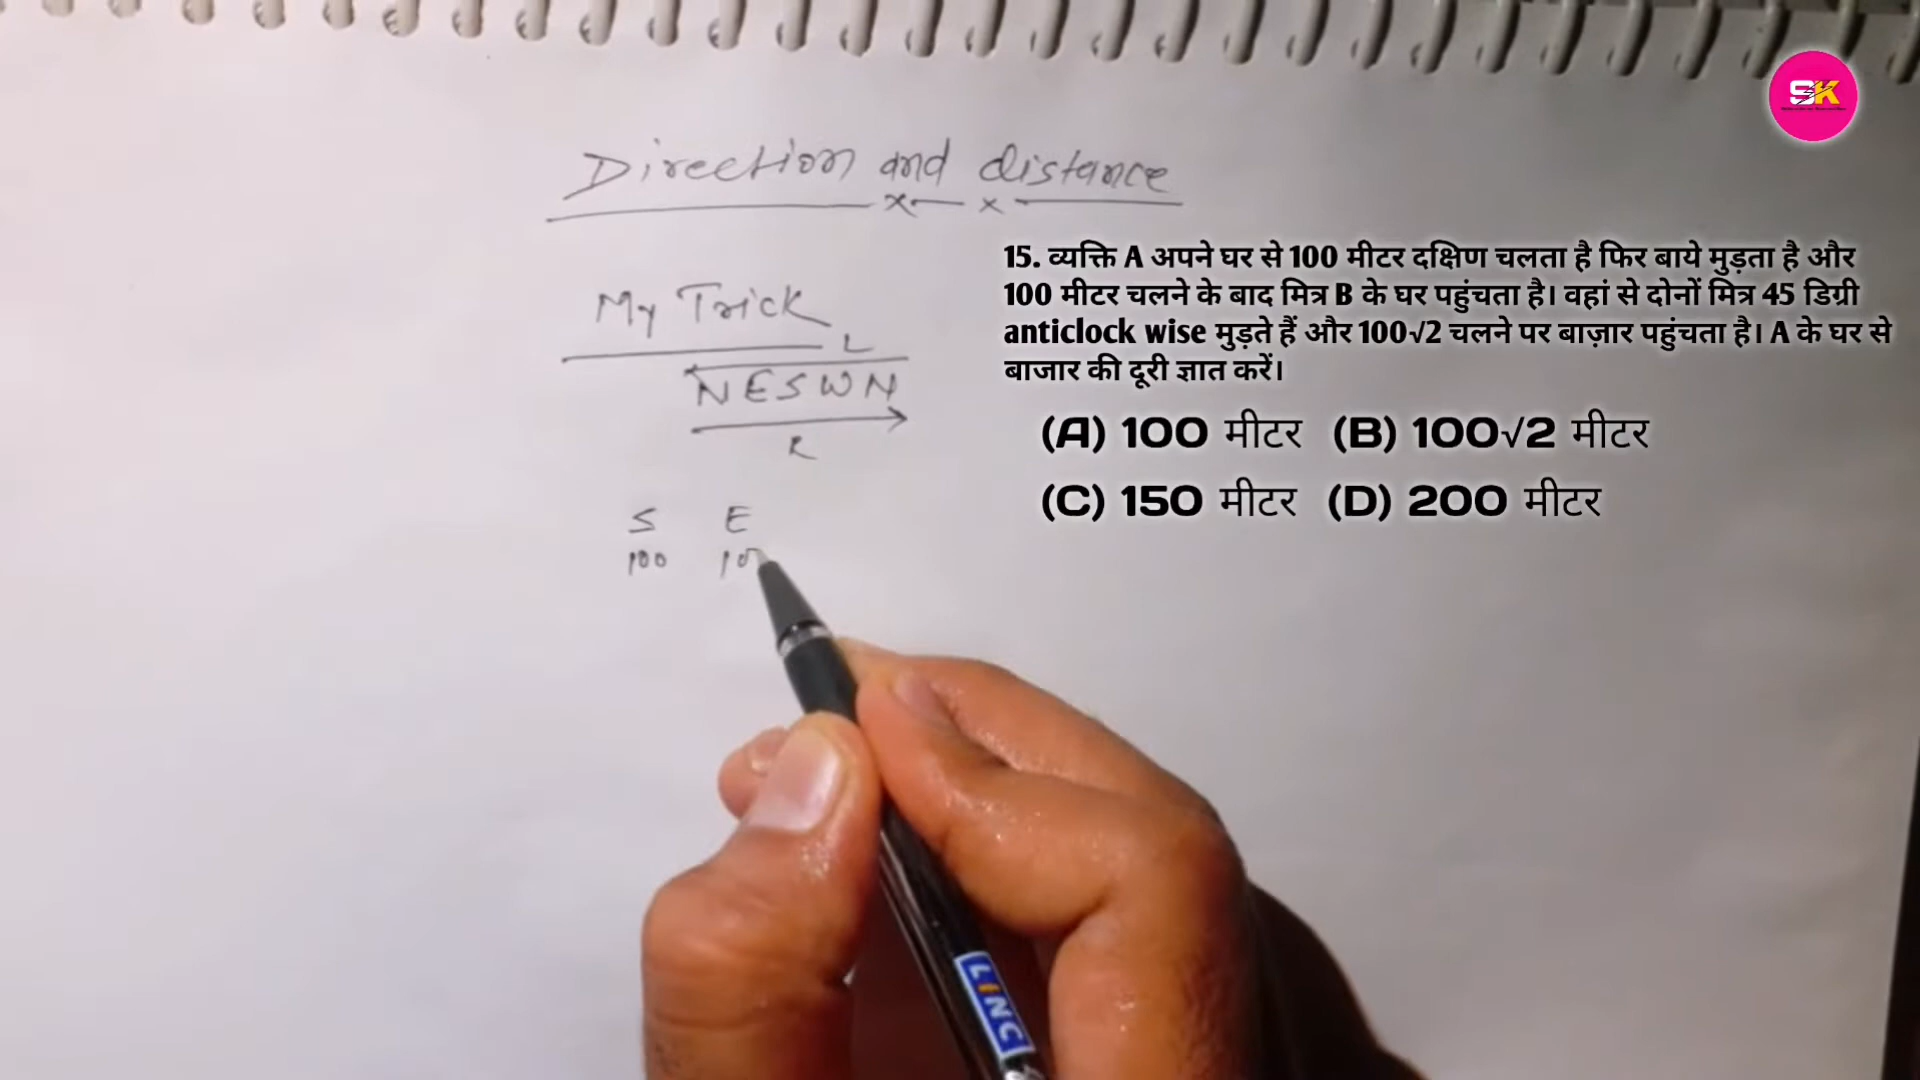 SK
Direction and distance
15. व्यक्ति A अपने घर से 100 मीटर दक्षिण चलता है फिर बाये मुड़ता है और
100 मीटर चलने के बाद मित्र B के घर पहुंचता है। वहां से दोनों मित्र 45 डिग्री
anticlock wise मुड़ते हैं और 100√2 चलने पर बाज़ार पहुंचता है। A के घर से
बाजार की दूरी ज्ञात करें।
(A) 100 मीटर (B) 100√2 मीटर
(C) 150 मीटर (D) 200 मीटर
My Trick
L
NESWN
R
S E
100 10
LINC